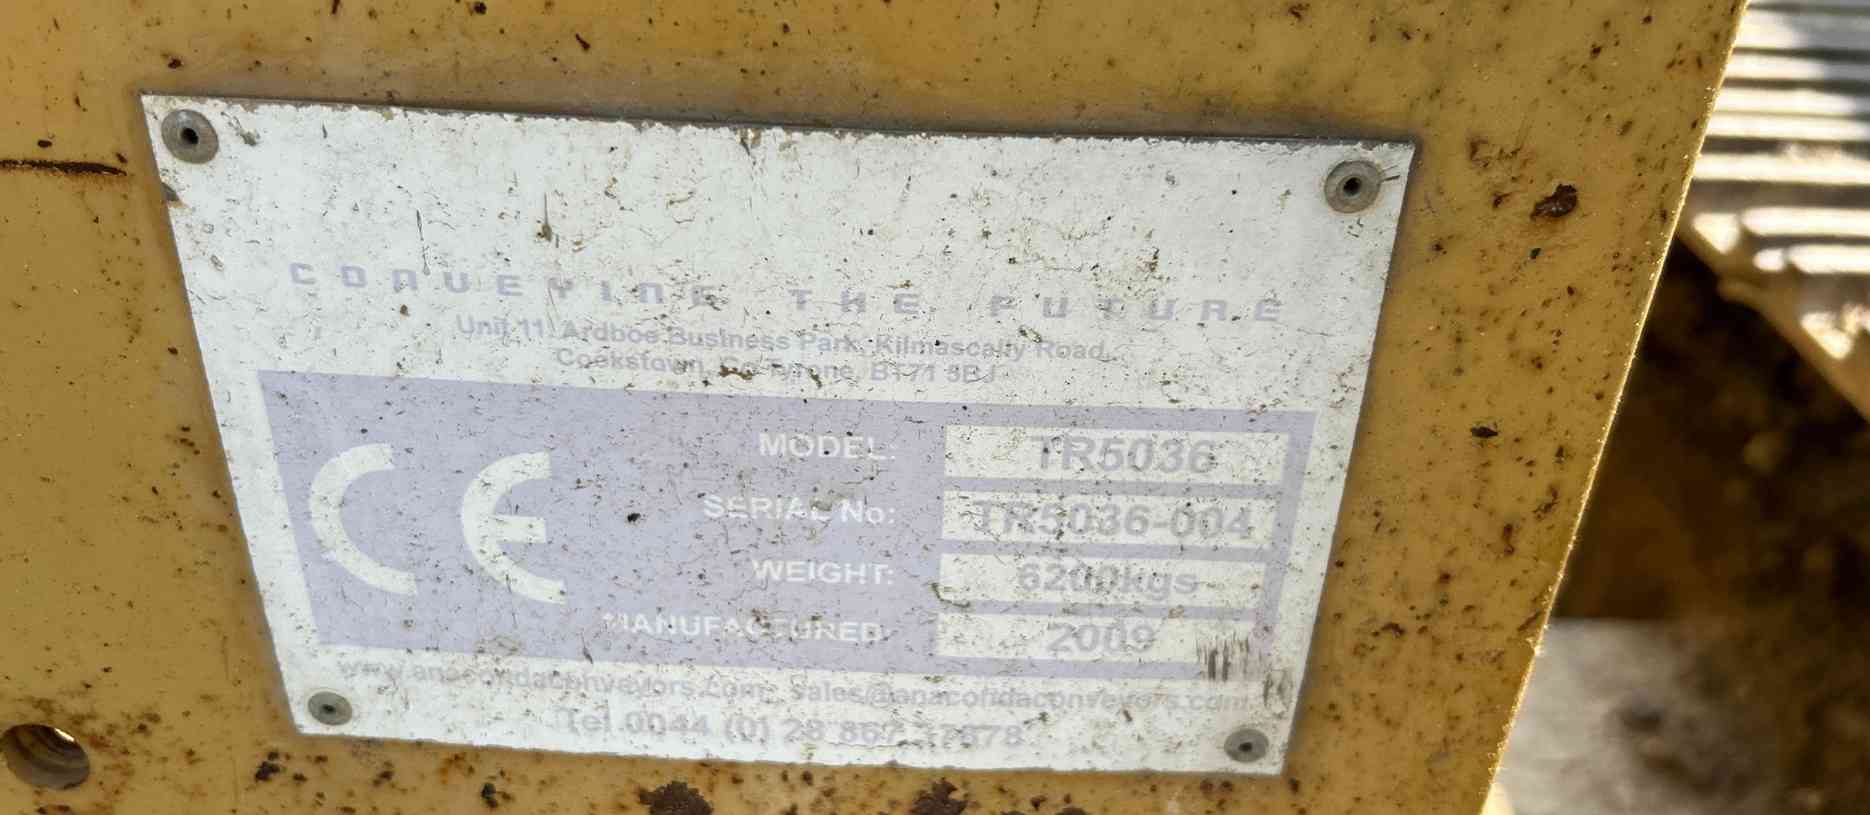 CONVEYING THE FUTURE
Unit 11, Ardboe Business Park, Kilmascally Road,
Cookstown, Co Tyrone, BT71 5BJ
CE
MODEL: TR5036
SERIAL No: TR5036-004
WEIGHT: 6200kgs
MANUFACTURED: 2009
www.anacondaconveyors.com sales@anacondaconveyors.com
Tel 0044 (0) 28 867